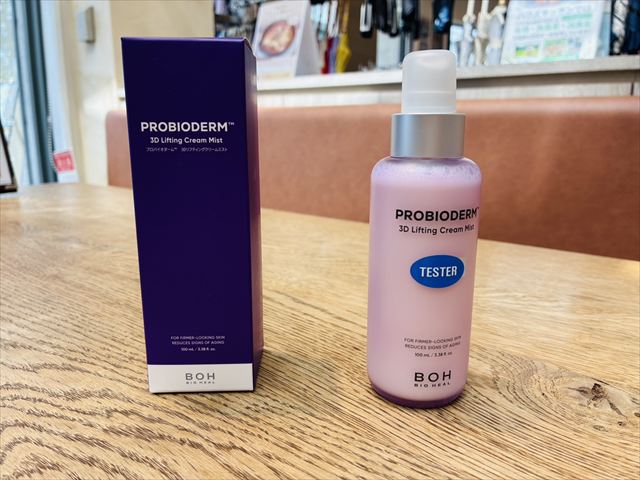 PROBIODERM™
3D Lifting Cream Mist
プロバイオダーム™ 3Dリフティングクリームミスト
FOR FIRMER-LOOKING SKIN
REDUCES SIGNS OF AGING
100 mL / 3.38 fl. oz.
BOH
BIO HEAL
PROBIODERM™
3D Lifting Cream Mist
TESTER
FOR FIRMER-LOOKING SKIN
REDUCES SIGNS OF AGING
100 mL / 3.38 fl. oz.
BOH
BIO HEAL